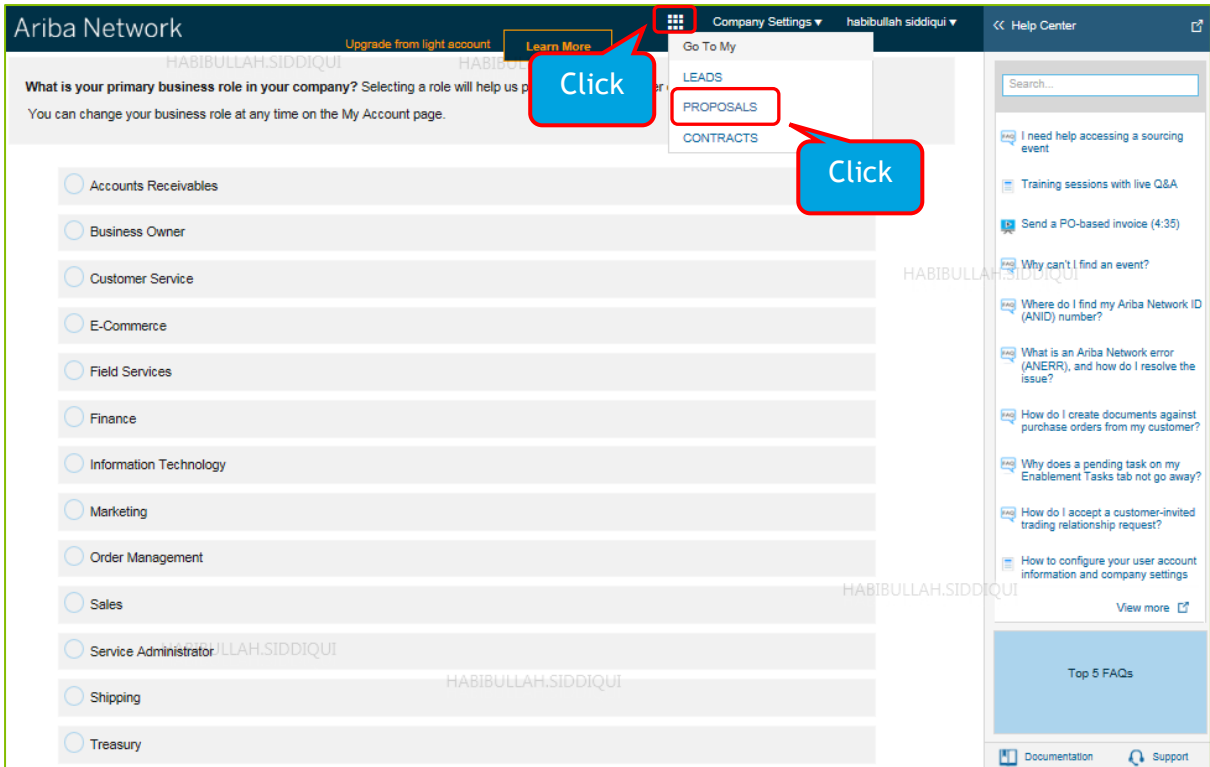 Ariba Network
Upgrade from light account
Learn More
Company Settings ▾
habibullah siddiqui ▾
HABIBULLAH.SIDDIQUI
HABIBUL
What is your primary business role in your company? Selecting a role will help us p
You can change your business role at any time on the My Account page.
Click
Go To My
LEADS
PROPOSALS
CONTRACTS
Click
Accounts Receivables
Business Owner
Customer Service
E-Commerce
Field Services
Finance
Information Technology
Marketing
Order Management
Sales
Service Administrator
Shipping
Treasury
HABIBULLAH.SIDDIQUI
HABIBULLAH.SIDDIQUI
HABIBULLAH.SIDDIQUI
HABIBULLAH.SIDDIQUI
<< Help Center
Search...
FAQ I need help accessing a sourcing
event
Training sessions with live Q&A
Send a PO-based invoice (4:35)
FAQ Why can't I find an event?
FAQ Where do I find my Ariba Network ID
(ANID) number?
FAQ What is an Ariba Network error
(ANERR), and how do I resolve the
issue?
FAQ How do I create documents against
purchase orders from my customer?
FAQ Why does a pending task on my
Enablement Tasks tab not go away?
FAQ How do I accept a customer-invited
trading relationship request?
How to configure your user account
information and company settings
View more
Top 5 FAQs
Documentation
Support